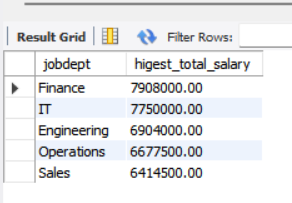 Result Grid Filter Rows:
jobdept higest_total_salary
Finance 7908000.00
IT 7750000.00
Engineering 6904000.00
Operations 6677500.00
Sales 6414500.00